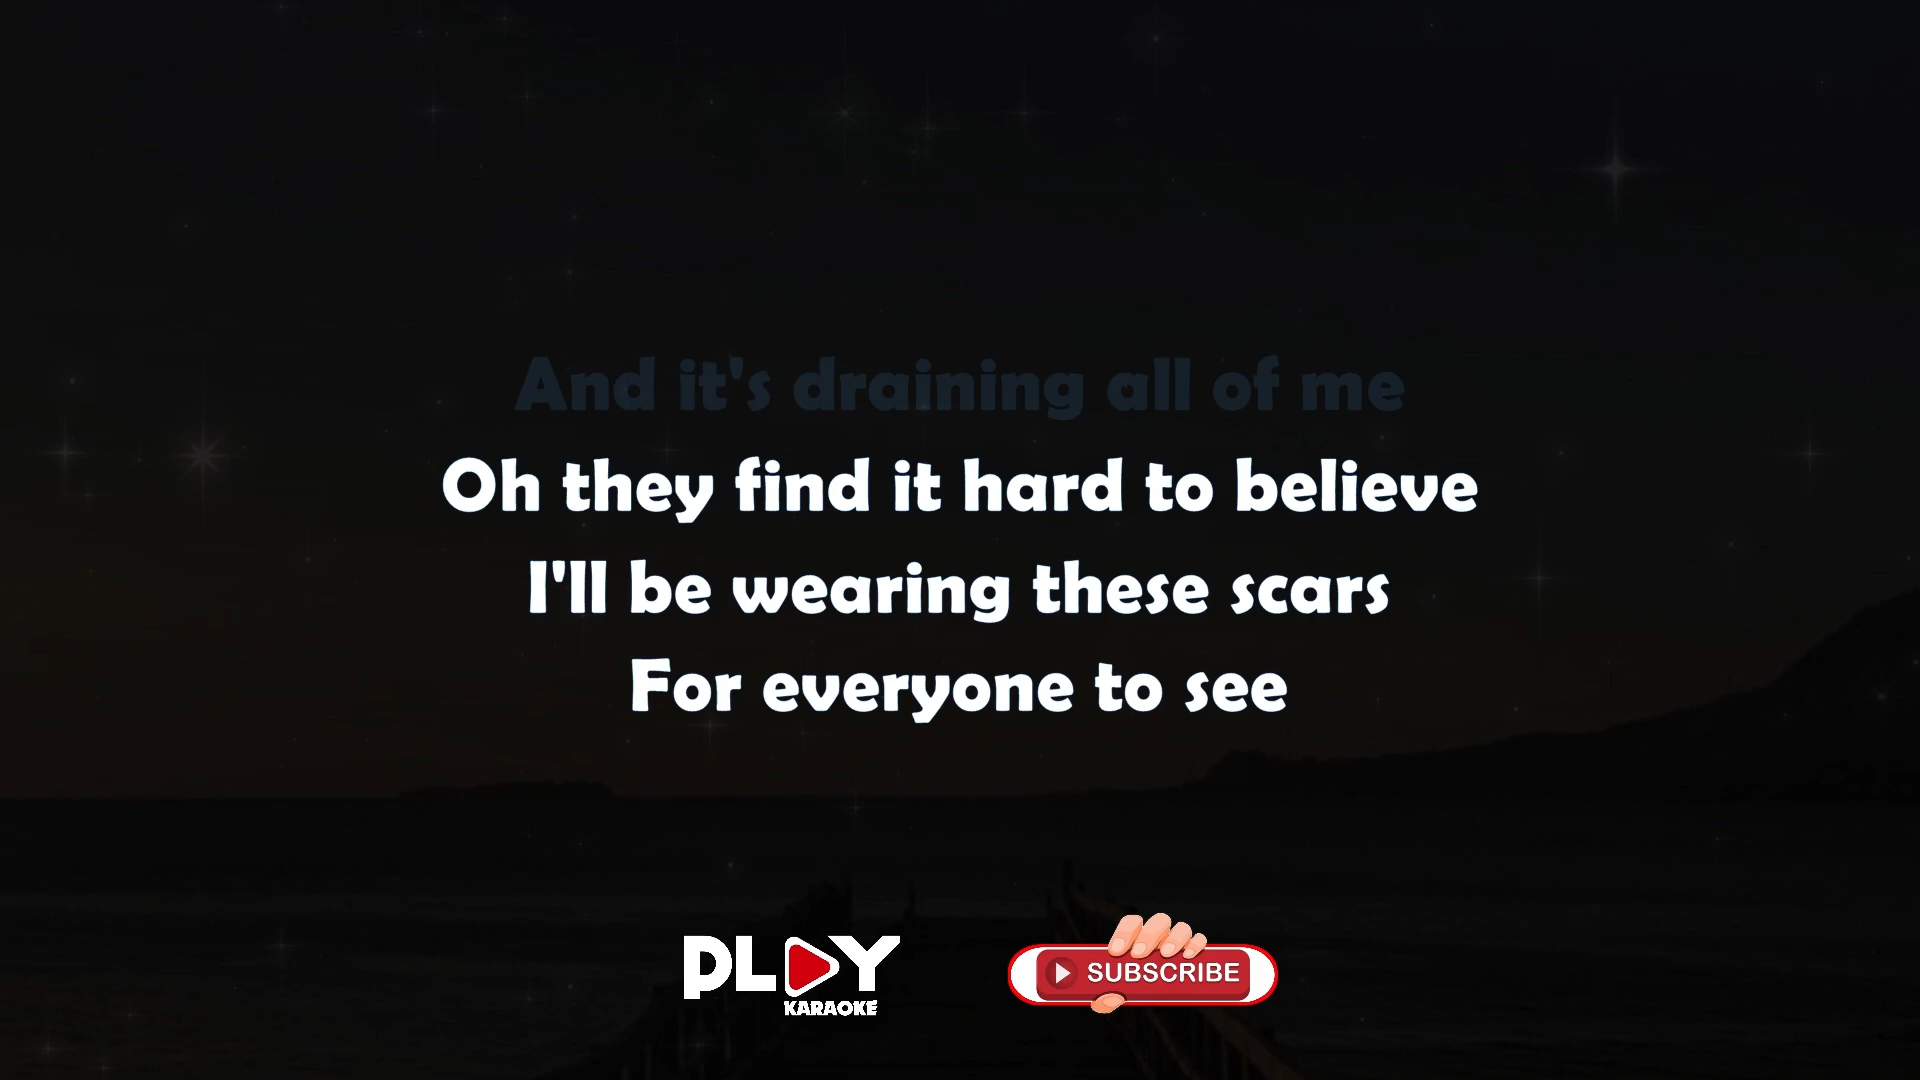 And it's draining all of me
Oh they find it hard to believe
I'll be wearing these scars
For everyone to see
PLAY
KARAOKE
SUBSCRIBE